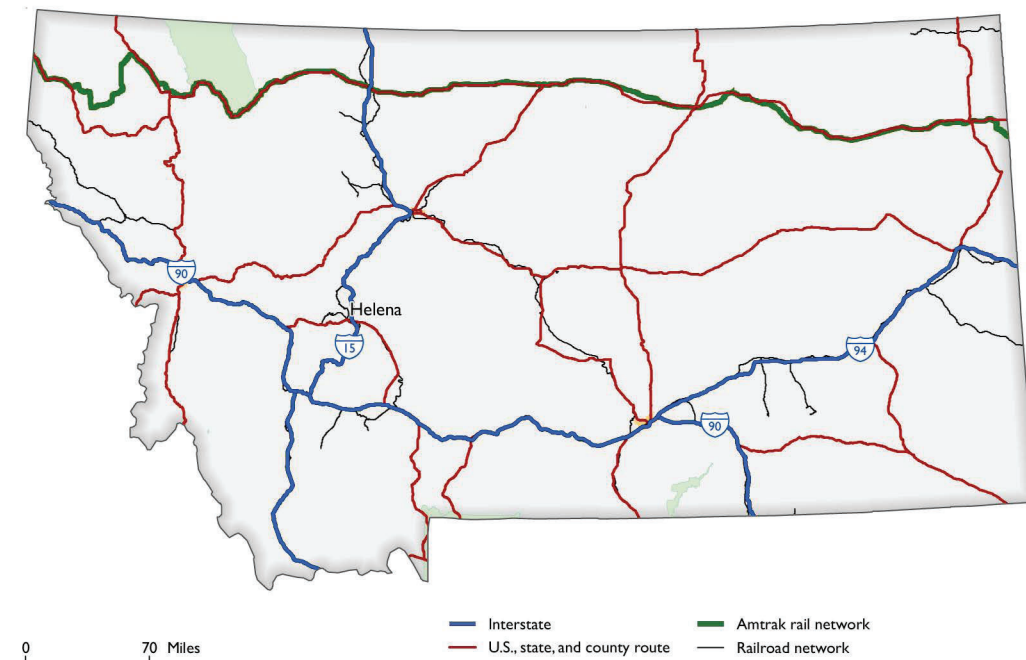 90
Helena
15
94
90
Interstate
Amtrak rail network
0 70 Miles
U.S., state, and county route
Railroad network